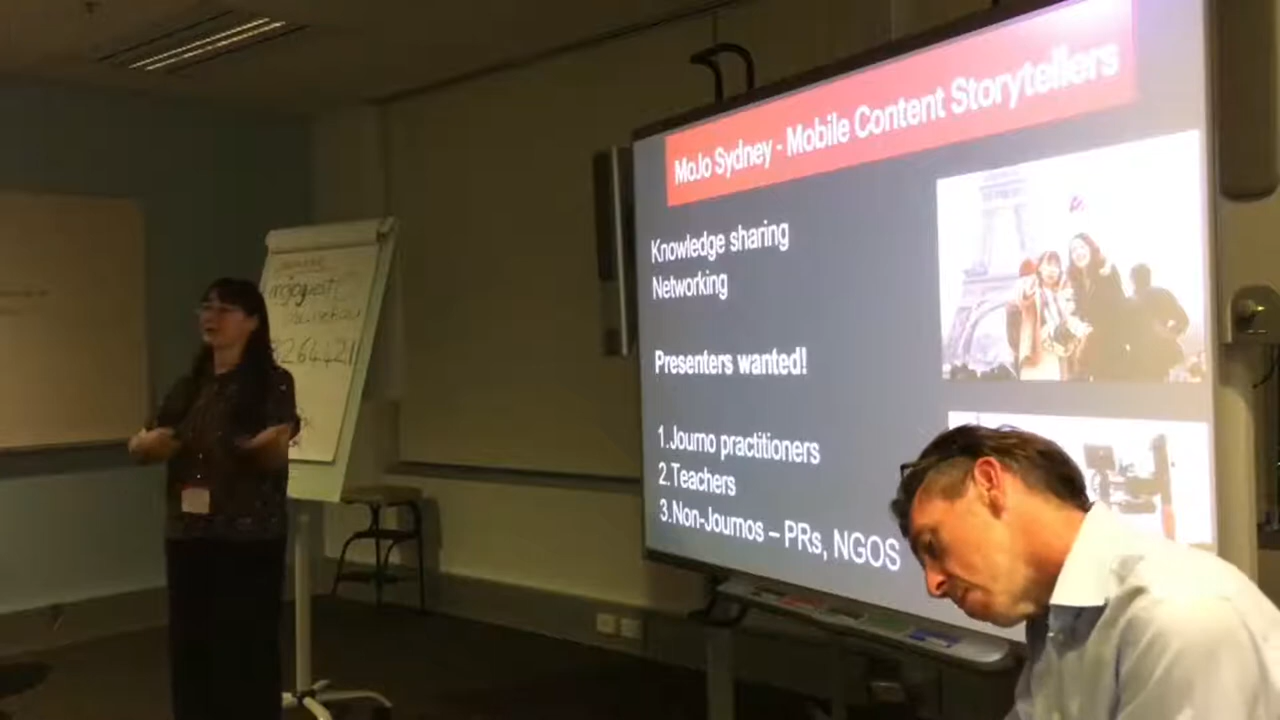 MoJo Sydney - Mobile Content Storytellers
Knowledge sharing
Networking
Presenters wanted!
1.Journo practitioners
2.Teachers
3.Non-Journos – PRs, NGOS
mojoguest